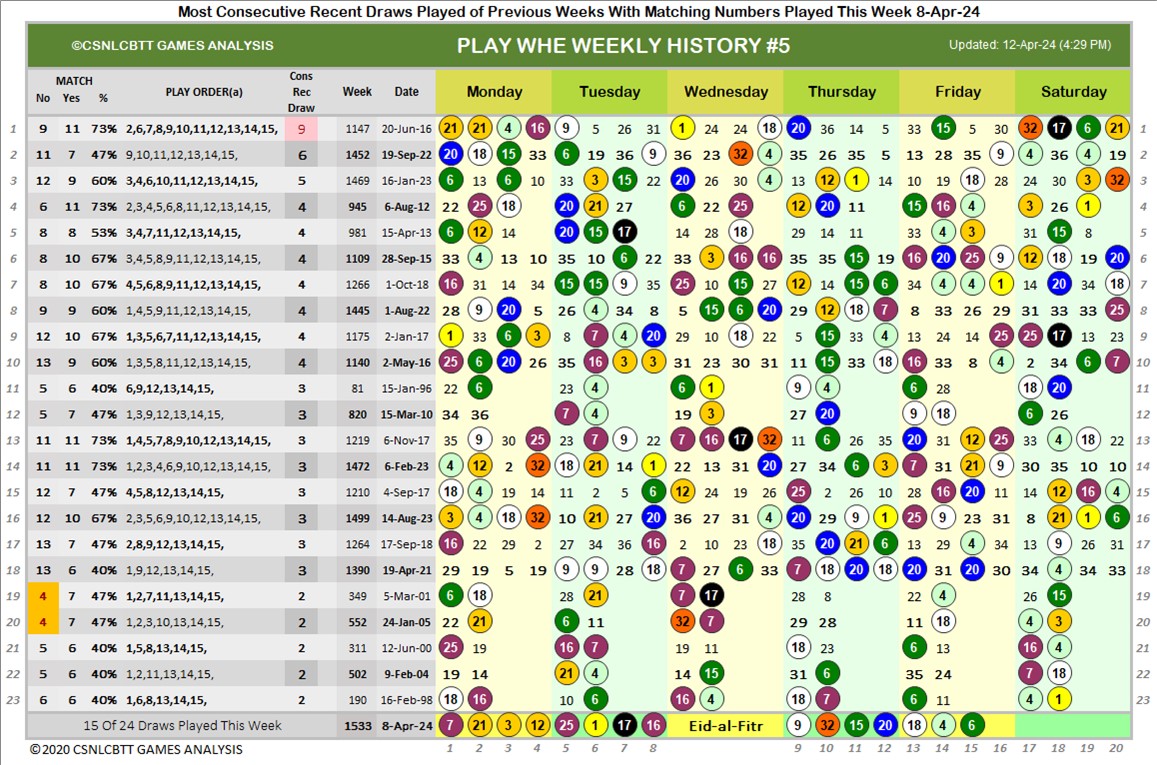 Most Consecutive Recent Draws Played of Previous Weeks With Matching Numbers Played This Week 8-Apr-24
©CSNLCBTT GAMES ANALYSIS PLAY WHE WEEKLY HISTORY #5 Updated: 12-Apr-24 (4:29 PM)
No MATCH Yes % PLAY ORDER(a) Cons Rec Draw Week Date Monday Tuesday Wednesday Thursday Friday Saturday
1 9 11 73% 2,6,7,8,9,10,11,12,13,14,15, 9 1147 20-Jun-16 21 21 4 16 9 5 26 31 1 24 24 18 20 36 14 5 33 15 5 30 32 17 6 21 1
2 11 7 47% 9,10,11,12,13,14,15, 6 1452 19-Sep-22 20 18 15 33 6 19 36 9 36 23 32 4 35 26 35 5 13 28 35 9 4 36 4 19 2
3 12 9 60% 3,4,6,10,11,12,13,14,15, 5 1469 16-Jan-23 6 13 6 10 33 3 15 22 20 26 30 4 13 12 1 14 10 19 18 28 24 30 3 32 3
4 6 11 73% 2,3,4,5,6,8,11,12,13,14,15, 4 945 6-Aug-12 22 25 18 20 21 27 6 22 25 12 20 11 15 16 4 3 26 1 4
5 8 8 53% 3,4,7,11,12,13,14,15, 4 981 15-Apr-13 6 12 14 20 15 17 14 28 18 29 14 11 33 4 3 31 15 8 5
6 8 10 67% 3,4,5,8,9,11,12,13,14,15, 4 1109 28-Sep-15 33 4 13 10 35 10 6 22 33 3 16 16 35 35 15 19 16 20 25 9 12 18 19 20 6
7 8 10 67% 4,5,6,8,9,11,12,13,14,15, 4 1266 1-Oct-18 16 31 14 14 15 15 9 35 25 10 15 27 12 14 15 6 34 4 4 1 14 20 34 18 7
8 9 9 60% 1,4,5,9,11,12,13,14,15, 4 1445 1-Aug-22 28 9 20 5 26 4 34 8 5 15 6 20 29 12 18 7 8 33 26 29 31 33 33 25 8
9 12 10 67% 1,3,5,6,7,11,12,13,14,15, 4 1175 2-Jan-17 1 33 6 3 8 7 4 20 29 10 18 22 5 15 33 4 13 24 14 25 25 17 13 23 9
10 13 9 60% 1,3,5,8,11,12,13,14,15, 4 1140 2-May-16 25 6 20 26 35 16 3 3 31 23 30 31 11 15 33 18 16 33 8 4 2 34 6 7 10
11 5 6 40% 6,9,12,13,14,15, 3 81 15-Jan-96 22 6 23 4 6 1 9 4 6 28 18 20 11
12 5 7 47% 1,3,9,12,13,14,15, 3 820 15-Mar-10 34 36 7 4 19 3 27 20 9 18 6 26 12
13 11 11 73% 1,4,5,7,8,9,10,12,13,14,15, 3 1219 6-Nov-17 35 9 30 25 23 7 9 22 7 16 17 32 11 6 26 35 20 31 12 25 33 4 18 22 13
14 11 11 73% 1,2,3,4,6,9,10,12,13,14,15, 3 1472 6-Feb-23 4 12 2 32 18 21 14 1 22 13 31 20 27 34 6 3 7 31 21 9 30 35 10 10 14
15 12 7 47% 4,5,8,12,13,14,15, 3 1210 4-Sep-17 18 4 19 14 11 2 5 6 12 24 19 26 25 2 26 10 28 16 20 11 14 12 16 4 15
16 12 10 67% 2,3,5,6,9,10,12,13,14,15, 3 1499 14-Aug-23 3 4 18 32 10 21 27 20 36 27 31 4 20 29 9 1 25 9 23 31 8 21 1 6 16
17 13 7 47% 2,8,9,12,13,14,15, 3 1264 17-Sep-18 16 22 29 2 27 34 36 16 2 10 23 18 35 20 21 6 13 29 4 34 13 9 26 31 17
18 13 6 40% 1,9,12,13,14,15, 3 1390 19-Apr-21 29 19 5 19 9 9 28 18 7 27 6 33 7 18 20 18 20 31 20 30 34 4 34 33 18
19 4 7 47% 1,2,7,11,13,14,15, 2 349 5-Mar-01 6 18 28 21 7 17 28 8 22 4 26 15 19
20 4 7 47% 1,2,3,10,13,14,15, 2 552 24-Jan-05 22 21 6 11 32 7 29 28 11 18 4 3 20
21 5 6 40% 1,5,8,13,14,15, 2 311 12-Jun-00 25 19 16 7 19 11 18 23 6 13 16 4 21
22 5 6 40% 1,2,11,13,14,15, 2 502 9-Feb-04 19 14 21 4 14 15 31 6 35 24 7 18 22
23 6 6 40% 1,6,8,13,14,15, 2 190 16-Feb-98 18 16 10 6 16 4 18 7 6 11 4 1 23
15 Of 24 Draws Played This Week 1533 8-Apr-24 7 21 3 12 25 1 17 16 Eid-al-Fitr 9 32 15 20 18 4 6
© 2020 CSNLCBTT GAMES ANALYSIS 1 2 3 4 5 6 7 8 9 10 11 12 13 14 15 16 17 18 19 20